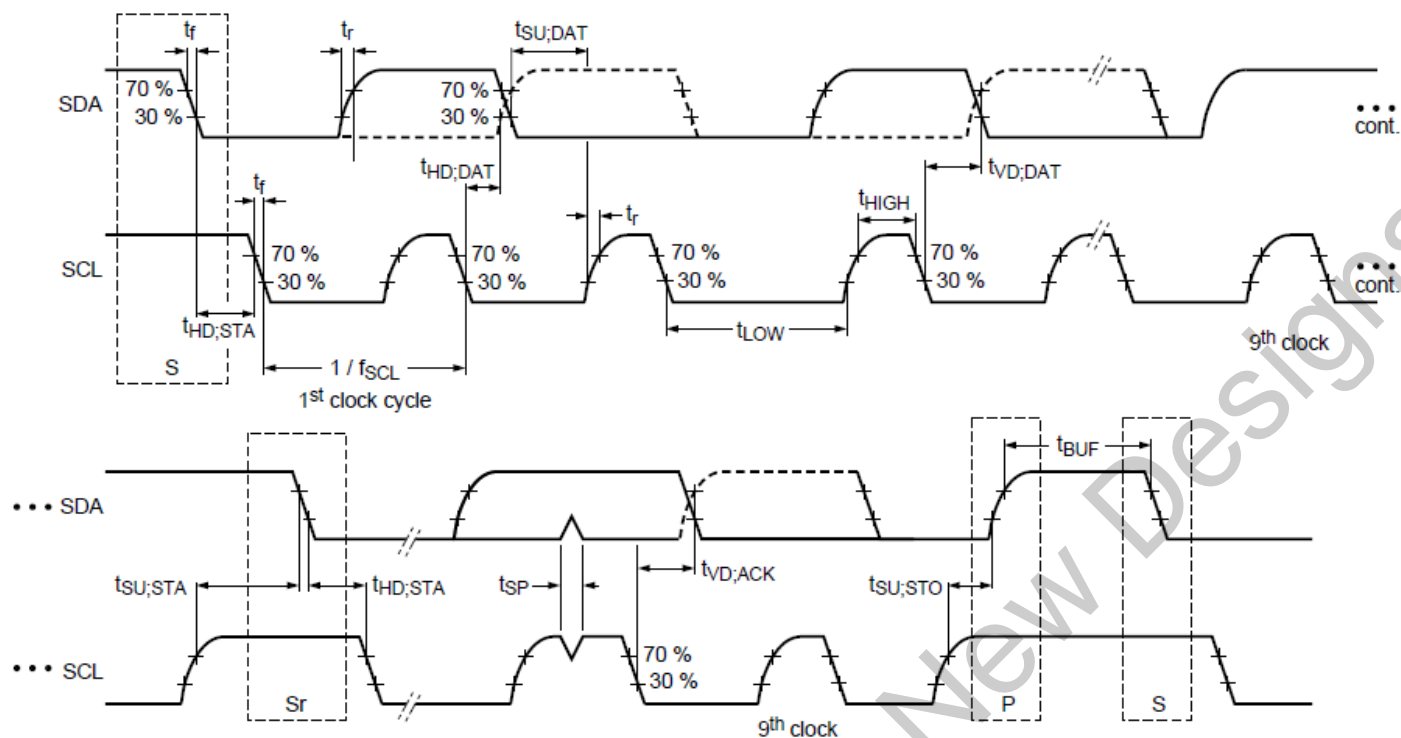 tf
tr
tSU;DAT
SDA
70 %
30 %
70 %
30 %
••• cont.
tHD;DAT
tVD;DAT
tf
tr
tHIGH
SCL
70 %
30 %
70 %
30 %
70 %
30 %
70 %
30 %
••• cont.
tHD;STA
tLOW
9th clock
S
1 / fSCL
1st clock cycle
tBUF
••• SDA
tSU;STA
tHD;STA
tSP
tVD;ACK
tSU;STO
••• SCL
70 %
30 %
Sr
P
S
9th clock
New Designs